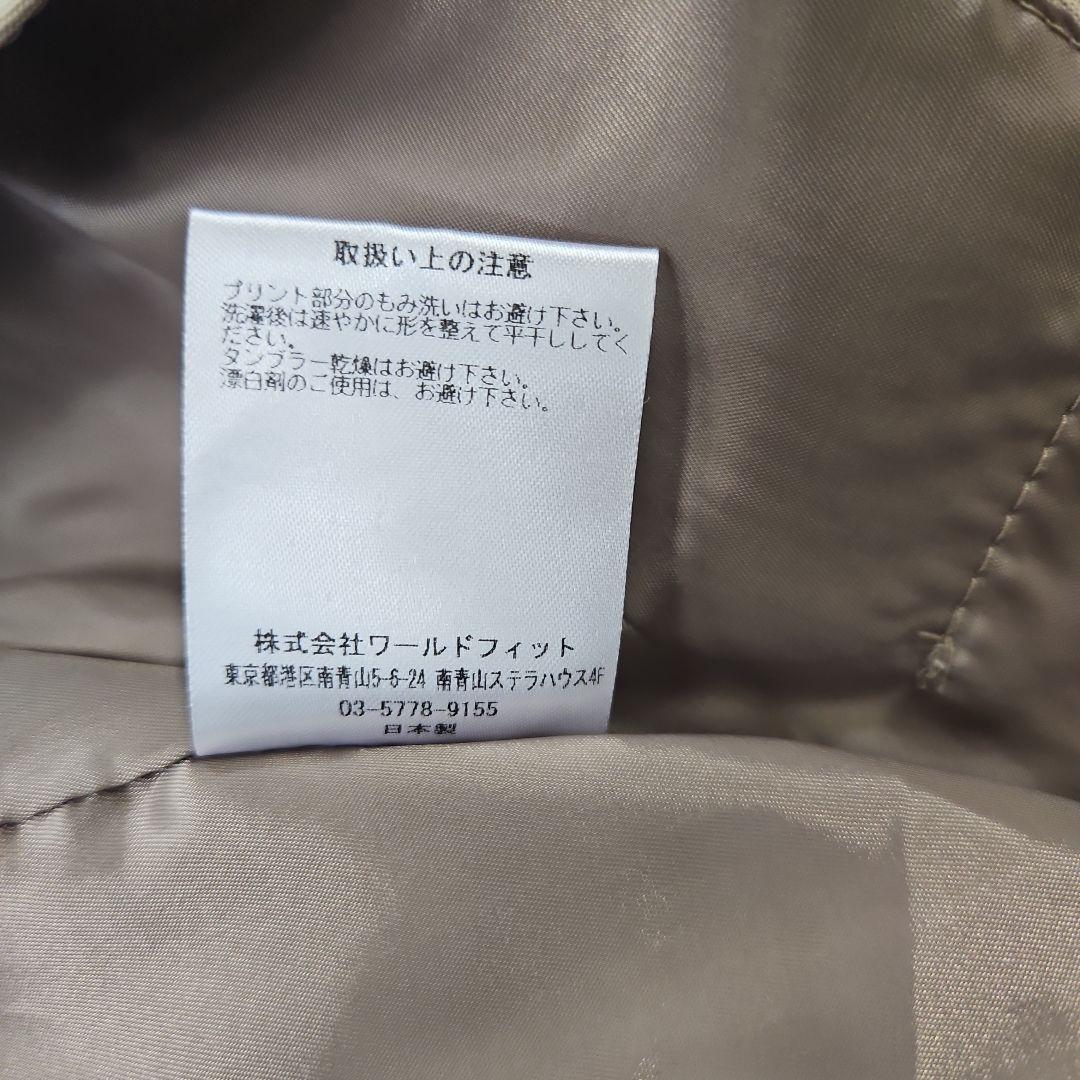 取扱い上の注意
プリント部分のもみ洗いはお避け下さい。
洗濯後は速やかに形を整えて平干ししてく
ださい。
タンブラー乾燥はお避け下さい。
漂白剤のご使用は、お避け下さい。
株式会社ワールドフィット
東京都港区南青山5-6-24 南青山ステラハウス4F
03-5778-9155
日本製